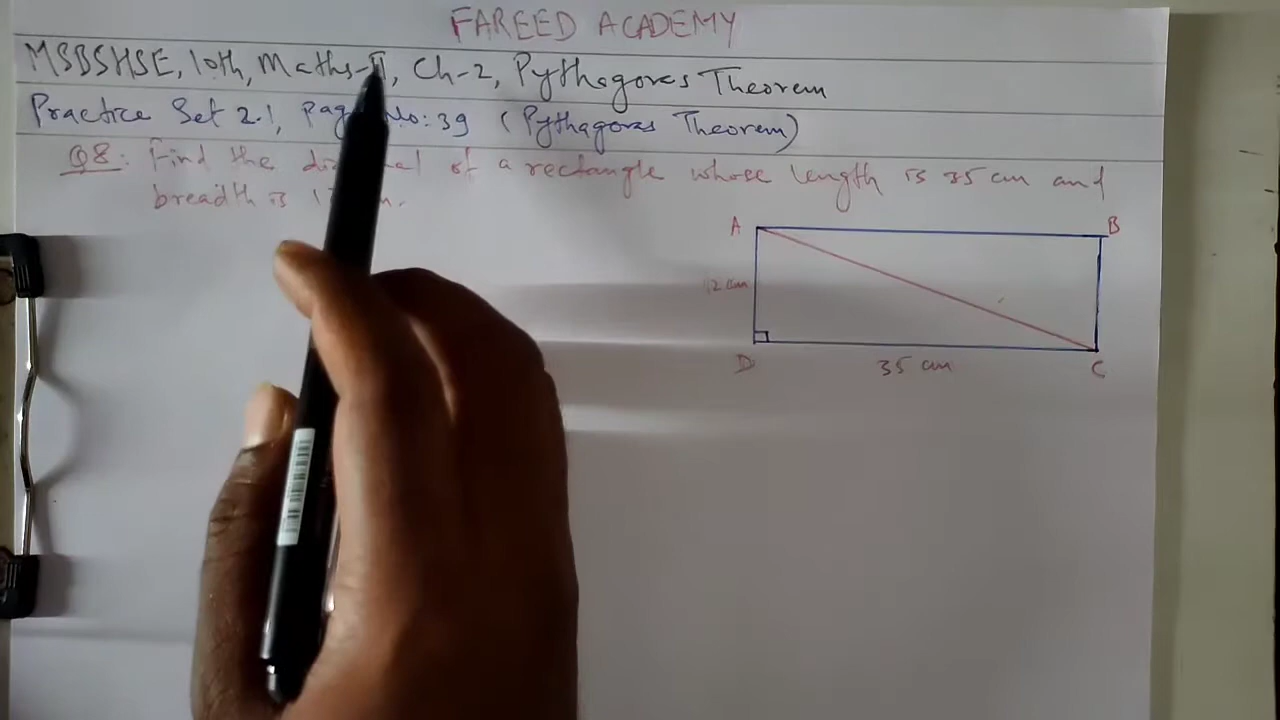 FAREED ACADEMY
MSBSHSE, 10th, Maths-II, Ch-2, Pythagoras Theorem
Practice Set 2.1, Page No: 39 (Pythagoras Theorem)
Q8: Find the of a rectangle whose length is 35 cm and
breadth is
A
B
35 cm
D
C